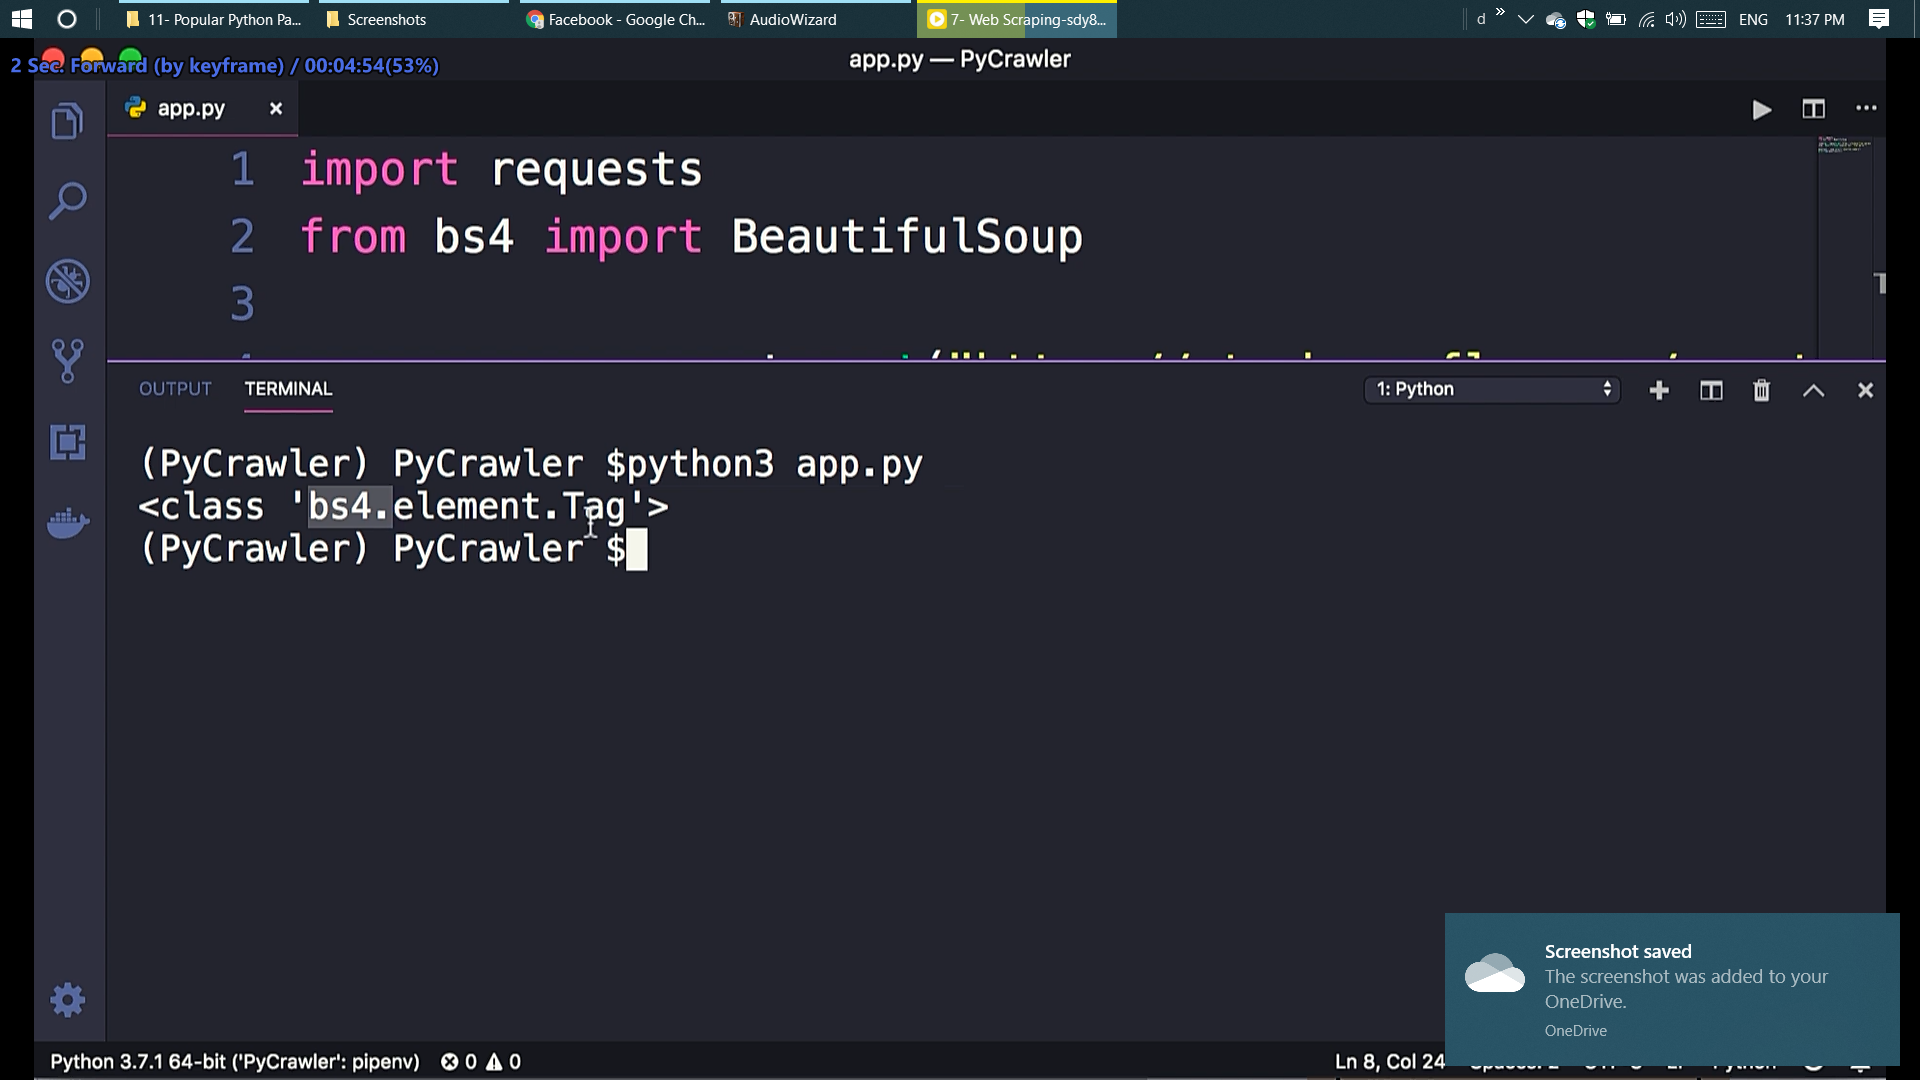 11- Popular Python Pa...
Screenshots
Facebook - Google Ch...
AudioWizard
7- Web Scraping-sdy8...
d
ENG
11:37 PM
2 Sec. Forward (by keyframe) / 00:04:54(53%)
app.py — PyCrawler
app.py
1 import requests
2 from bs4 import BeautifulSoup
3
OUTPUT
TERMINAL
1: Python
(PyCrawler) PyCrawler $python3 app.py
<class 'bs4.element.Tag'>
(PyCrawler) PyCrawler $
Screenshot saved
The screenshot was added to your
OneDrive.
OneDrive
Python 3.7.1 64-bit ('PyCrawler': pipenv)
0
0
Ln 8, Col 24